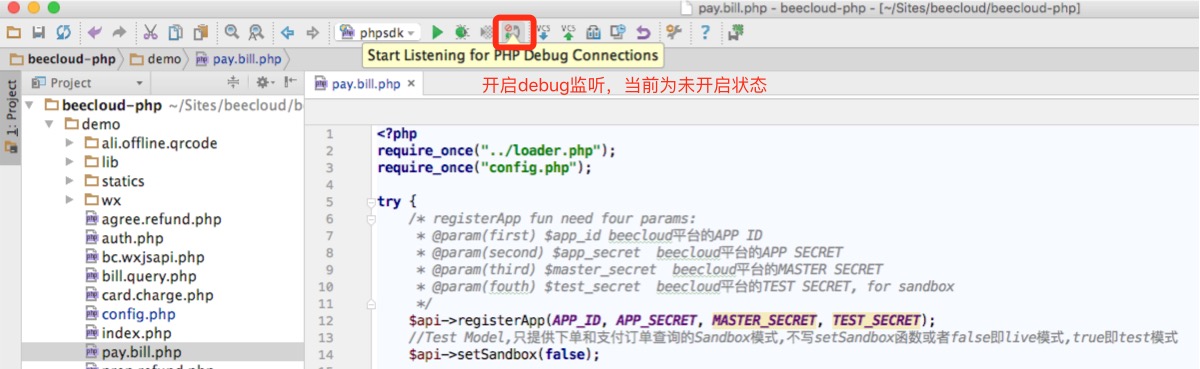 pay.bill.php - beecloud-php - [~/Sites/beecloud/beecloud-php]
phpsdk
Start Listening for PHP Debug Connections
开启debug监听，当前为未开启状态
beecloud-php demo pay.bill.php
1: Project
Project
pay.bill.php
beecloud-php ~/Sites/beecloud/b
demo
ali.offline.qrcode
lib
statics
wx
agree.refund.php
auth.php
bc.wxjsapi.php
bill.query.php
card.charge.php
config.php
index.php
pay.bill.php
1 <?php
2 require_once("../loader.php");
3 require_once("config.php");
4
5 try {
6 /* registerApp fun need four params:
7 * @param(first) $app_id beecloud平台的APP ID
8 * @param(second) $app_secret beecloud平台的APP SECRET
9 * @param(third) $master_secret beecloud平台的MASTER SECRET
10 * @param(fouth) $test_secret beecloud平台的TEST SECRET, for sandbox
11 */
12 $api->registerApp(APP_ID, APP_SECRET, MASTER_SECRET, TEST_SECRET);
13 //Test Model,只提供下单和支付订单查询的Sandbox模式,不写setSandbox函数或者false即live模式,true即test模式
14 $api->setSandbox(false);